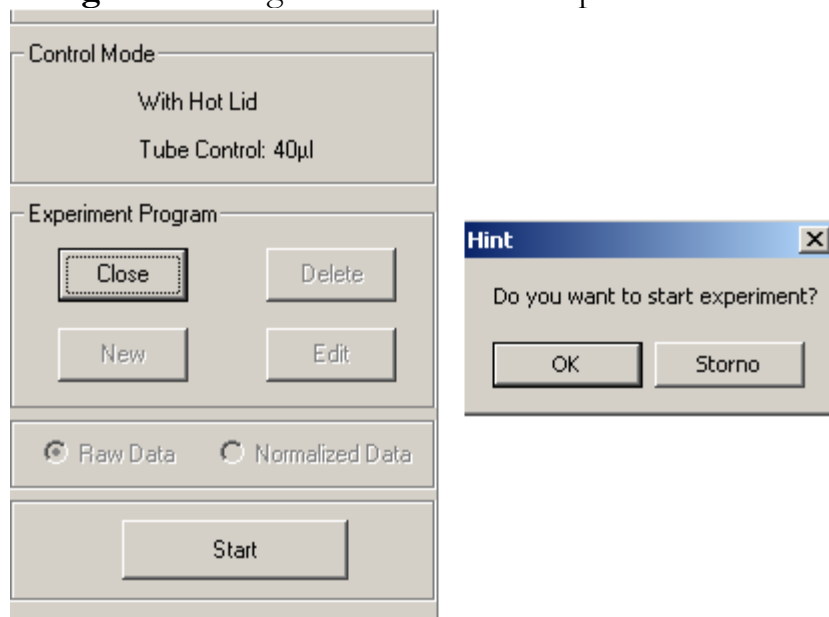 Control Mode
With Hot Lid
Tube Control: 40µl
Experiment Program
Close
Delete
New
Edit
Raw Data
Normalized Data
Start
Hint
Do you want to start experiment?
OK
Storno